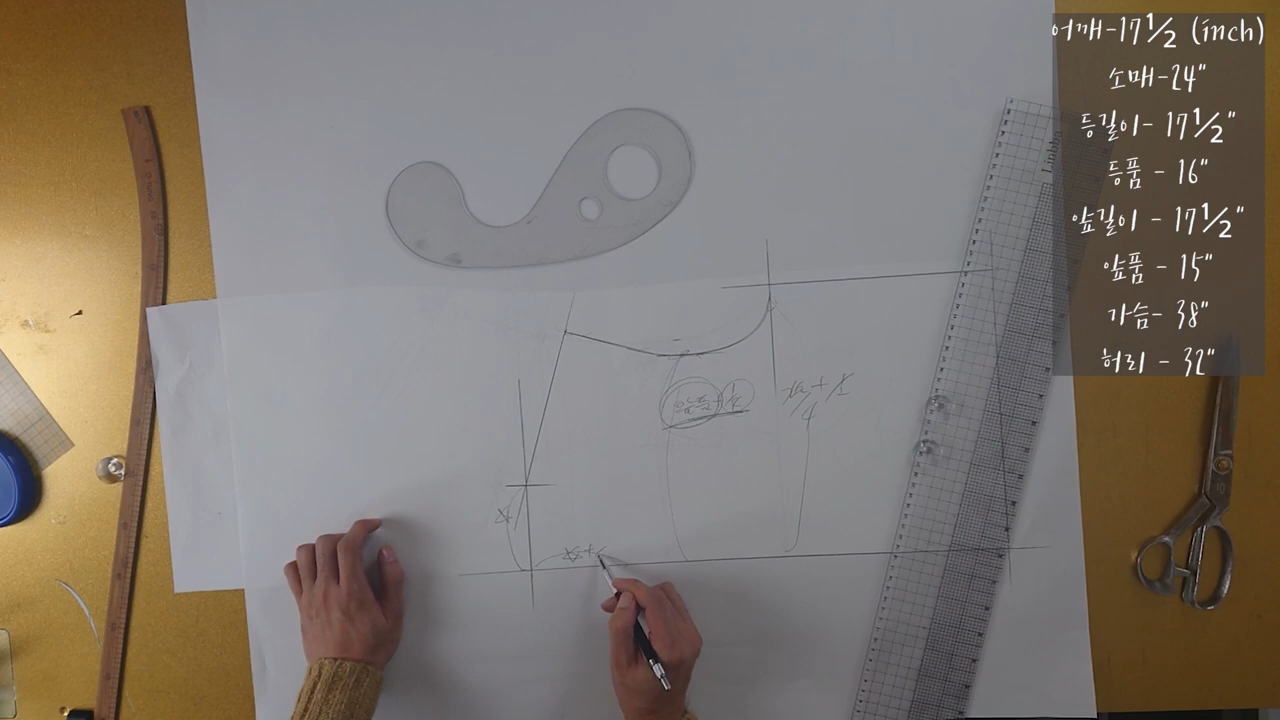 어깨-17½ (inch)
소매-24"
등길이- 17½"
등품 - 16"
앞길이 - 17½"
앞품 - 15"
가슴- 38"
허리 - 32"